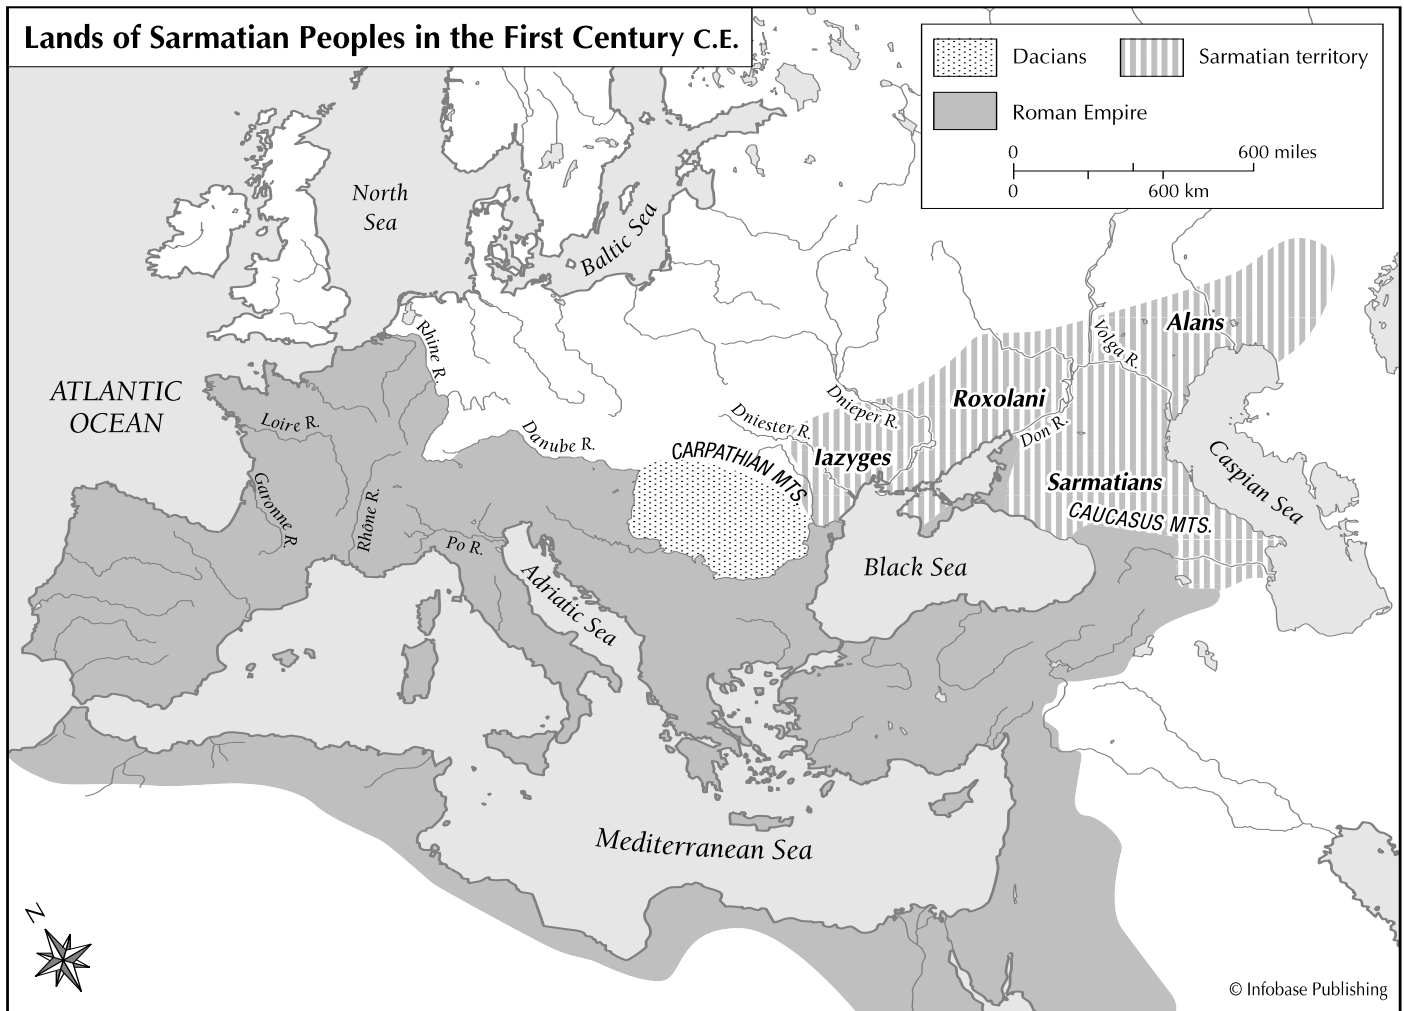 Lands of Sarmatian Peoples in the First Century C.E.
Dacians
Sarmatian territory
Roman Empire
0 600 miles
0 600 km
North
Sea
Baltic Sea
ATLANTIC
OCEAN
Rhine R.
Loire R.
Danube R.
Garonne R.
Rhône R.
Po R.
Adriatic Sea
Dniester R.
Dnieper R.
CARPATHIAN MTS.
Iazyges
Roxolani
Alans
Volga R.
Don R.
Sarmatians
CAUCASUS MTS.
Caspian Sea
Black Sea
Mediterranean Sea
N
© Infobase Publishing